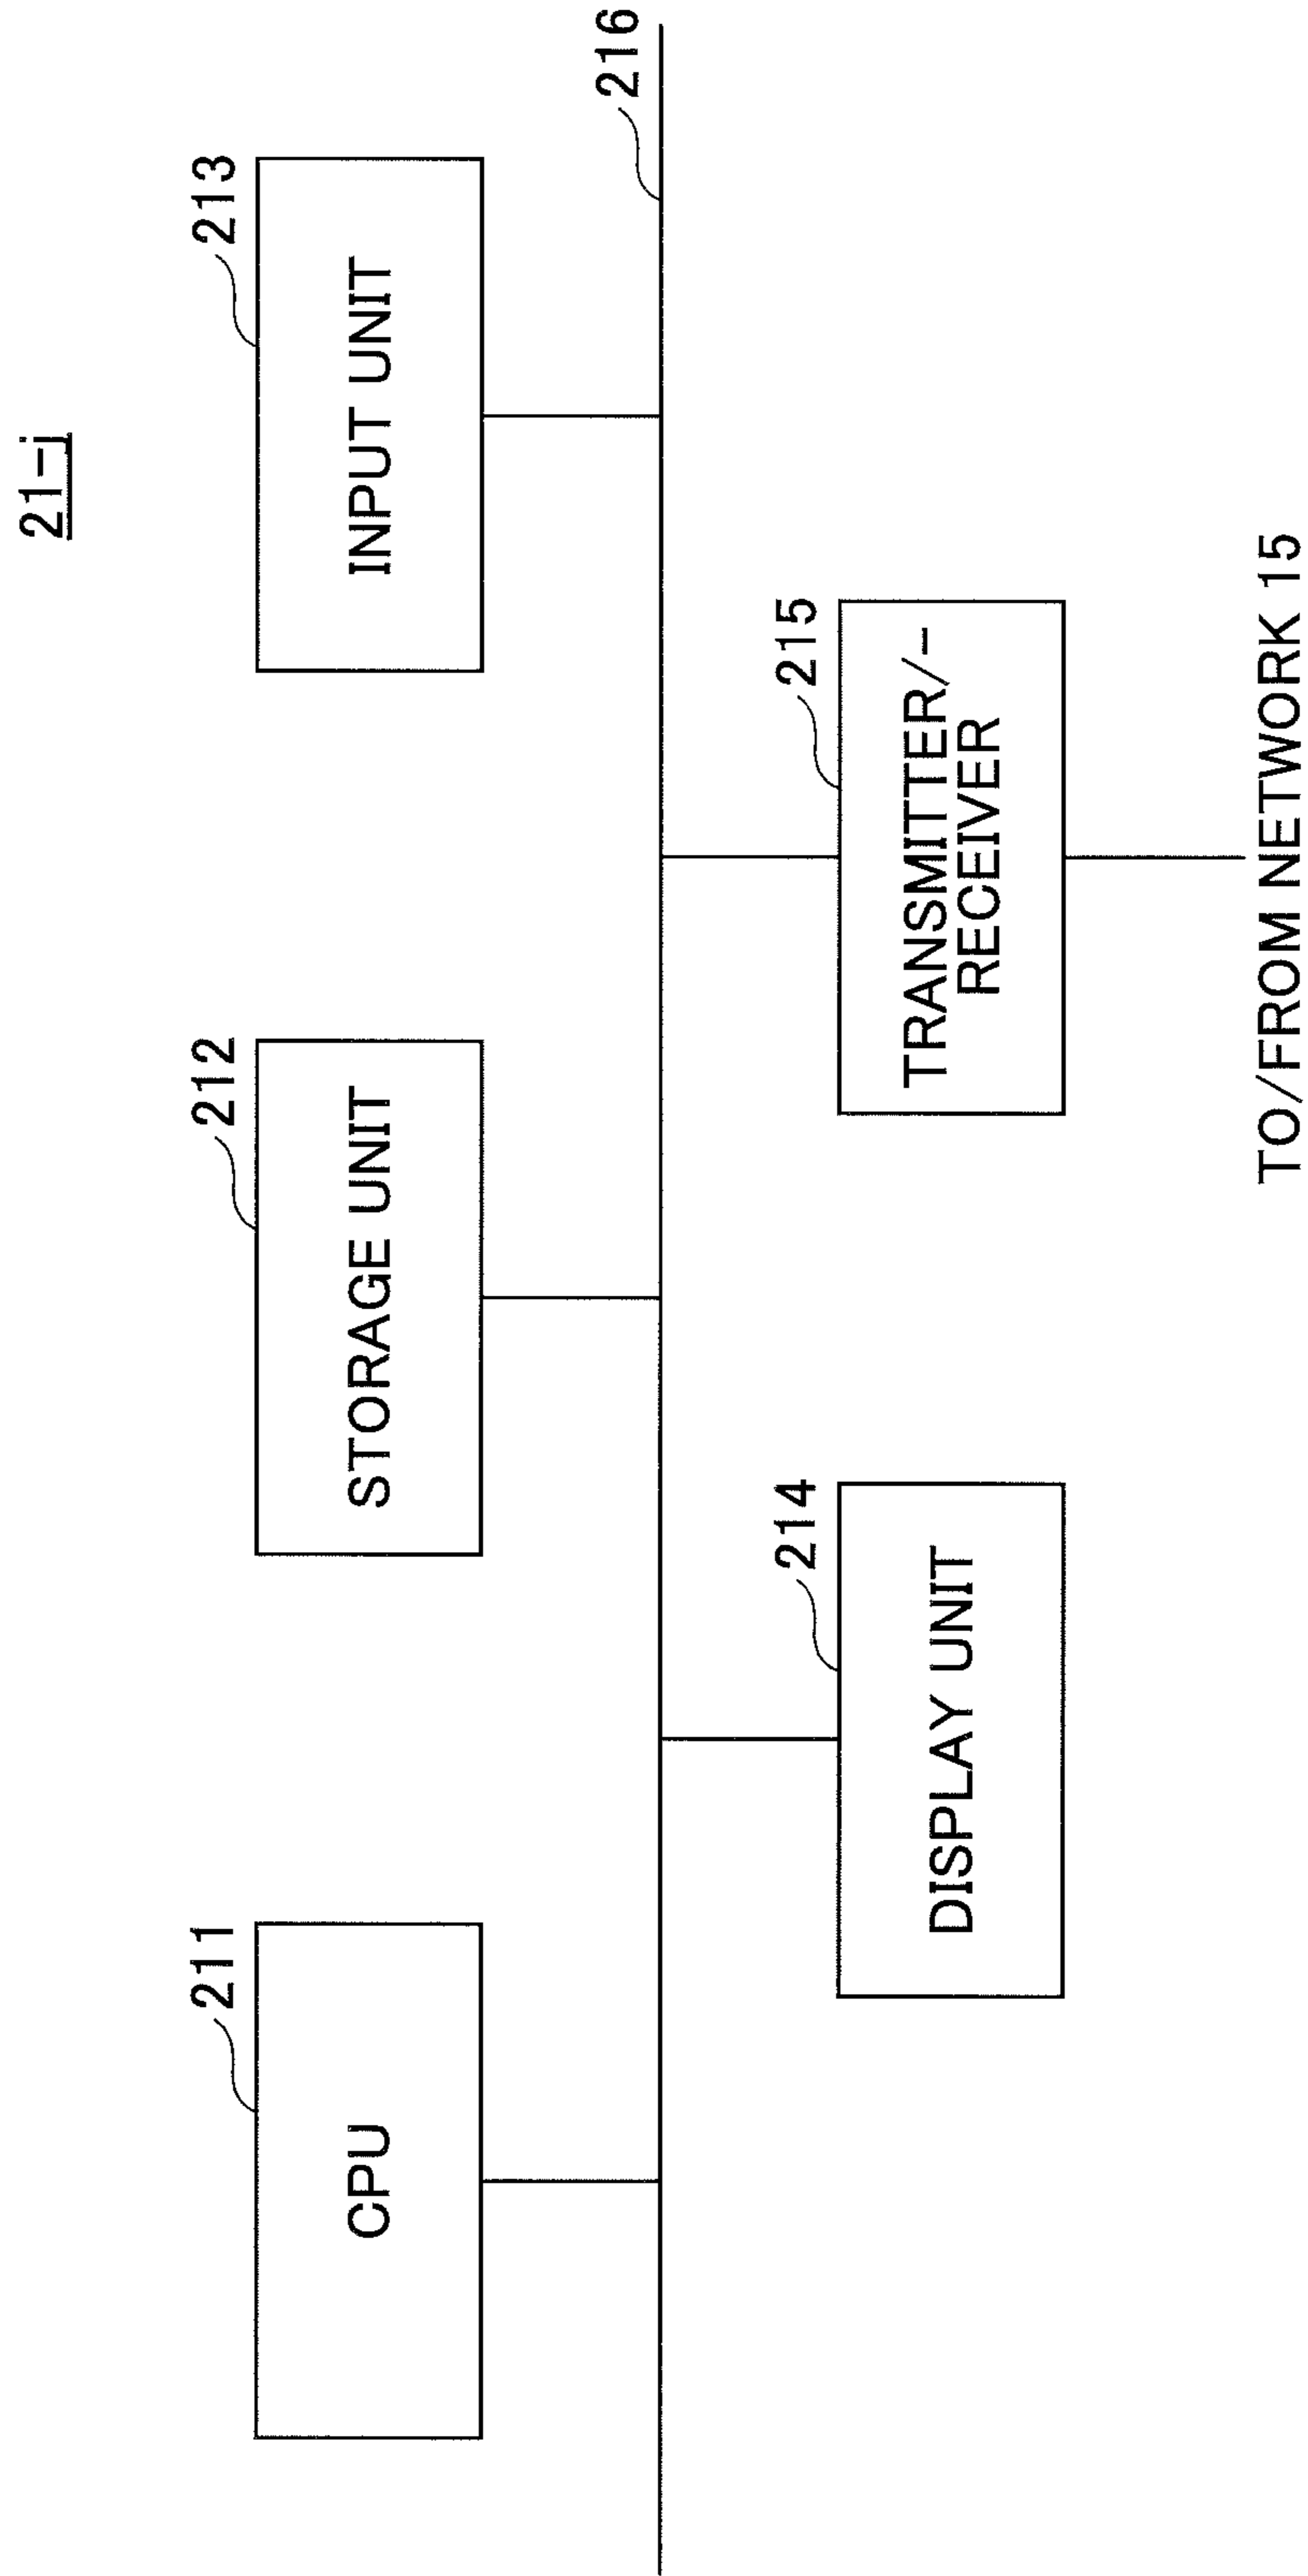 21-j
211
CPU
212
STORAGE UNIT
213
INPUT UNIT
216
214
DISPLAY UNIT
215
TRANSMITTER/-
RECEIVER
TO/FROM NETWORK 15